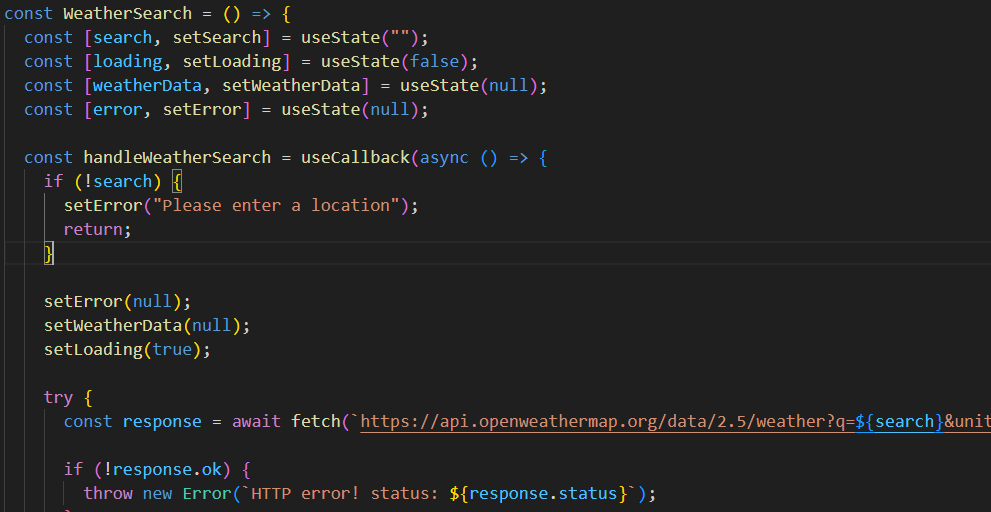 const WeatherSearch = () => {
  const [search, setSearch] = useState("");
  const [loading, setLoading] = useState(false);
  const [weatherData, setWeatherData] = useState(null);
  const [error, setError] = useState(null);

  const handleWeatherSearch = useCallback(async () => {
    if (!search) {
      setError("Please enter a location");
      return;
    }

    setError(null);
    setWeatherData(null);
    setLoading(true);

    try {
      const response = await fetch(`https://api.openweathermap.org/data/2.5/weather?q=${search}&unit

      if (!response.ok) {
        throw new Error(`HTTP error! status: ${response.status}`);